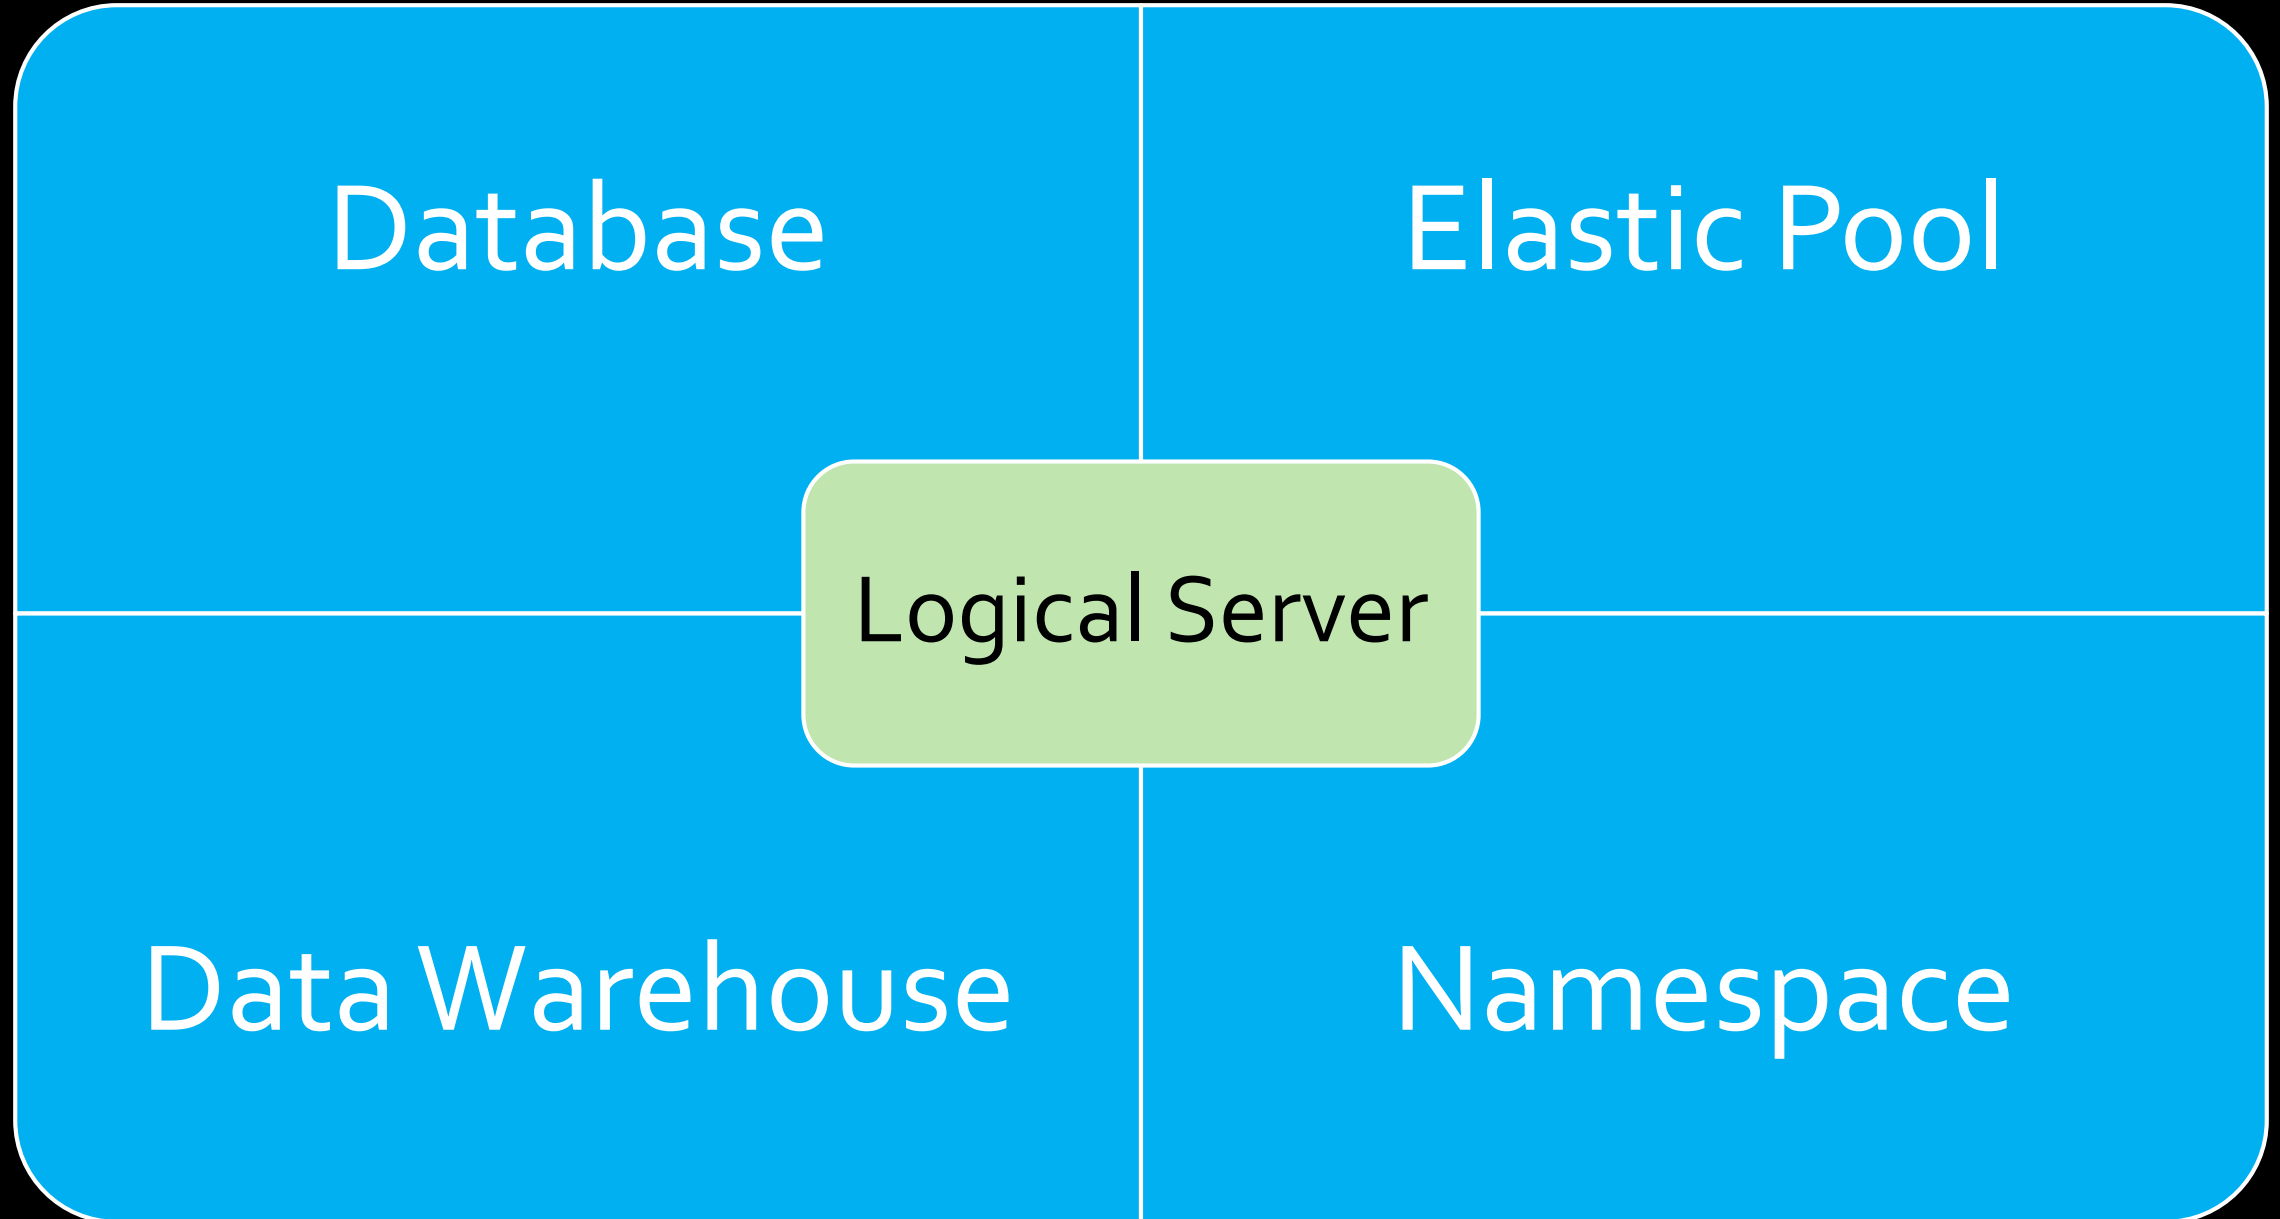 Database
Elastic Pool
Logical Server
Data Warehouse
Namespace